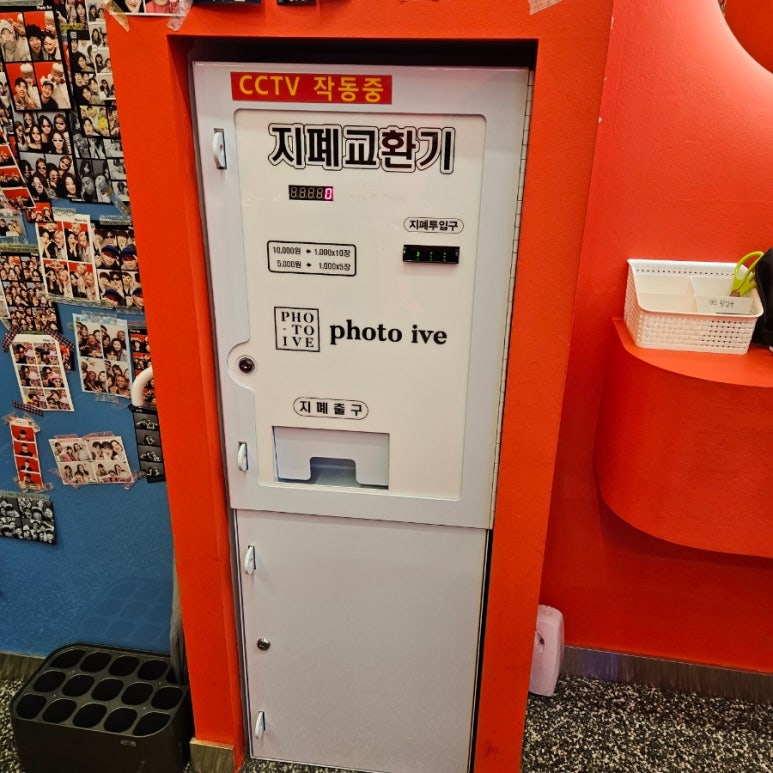 CCTV 작동중
지폐교환기
88880
지폐투입구
10,000원 ➡ 1,000x10장
5,000원 ➡ 1,000x5장
PHO
-TO
IVE
photo ive
지폐출구